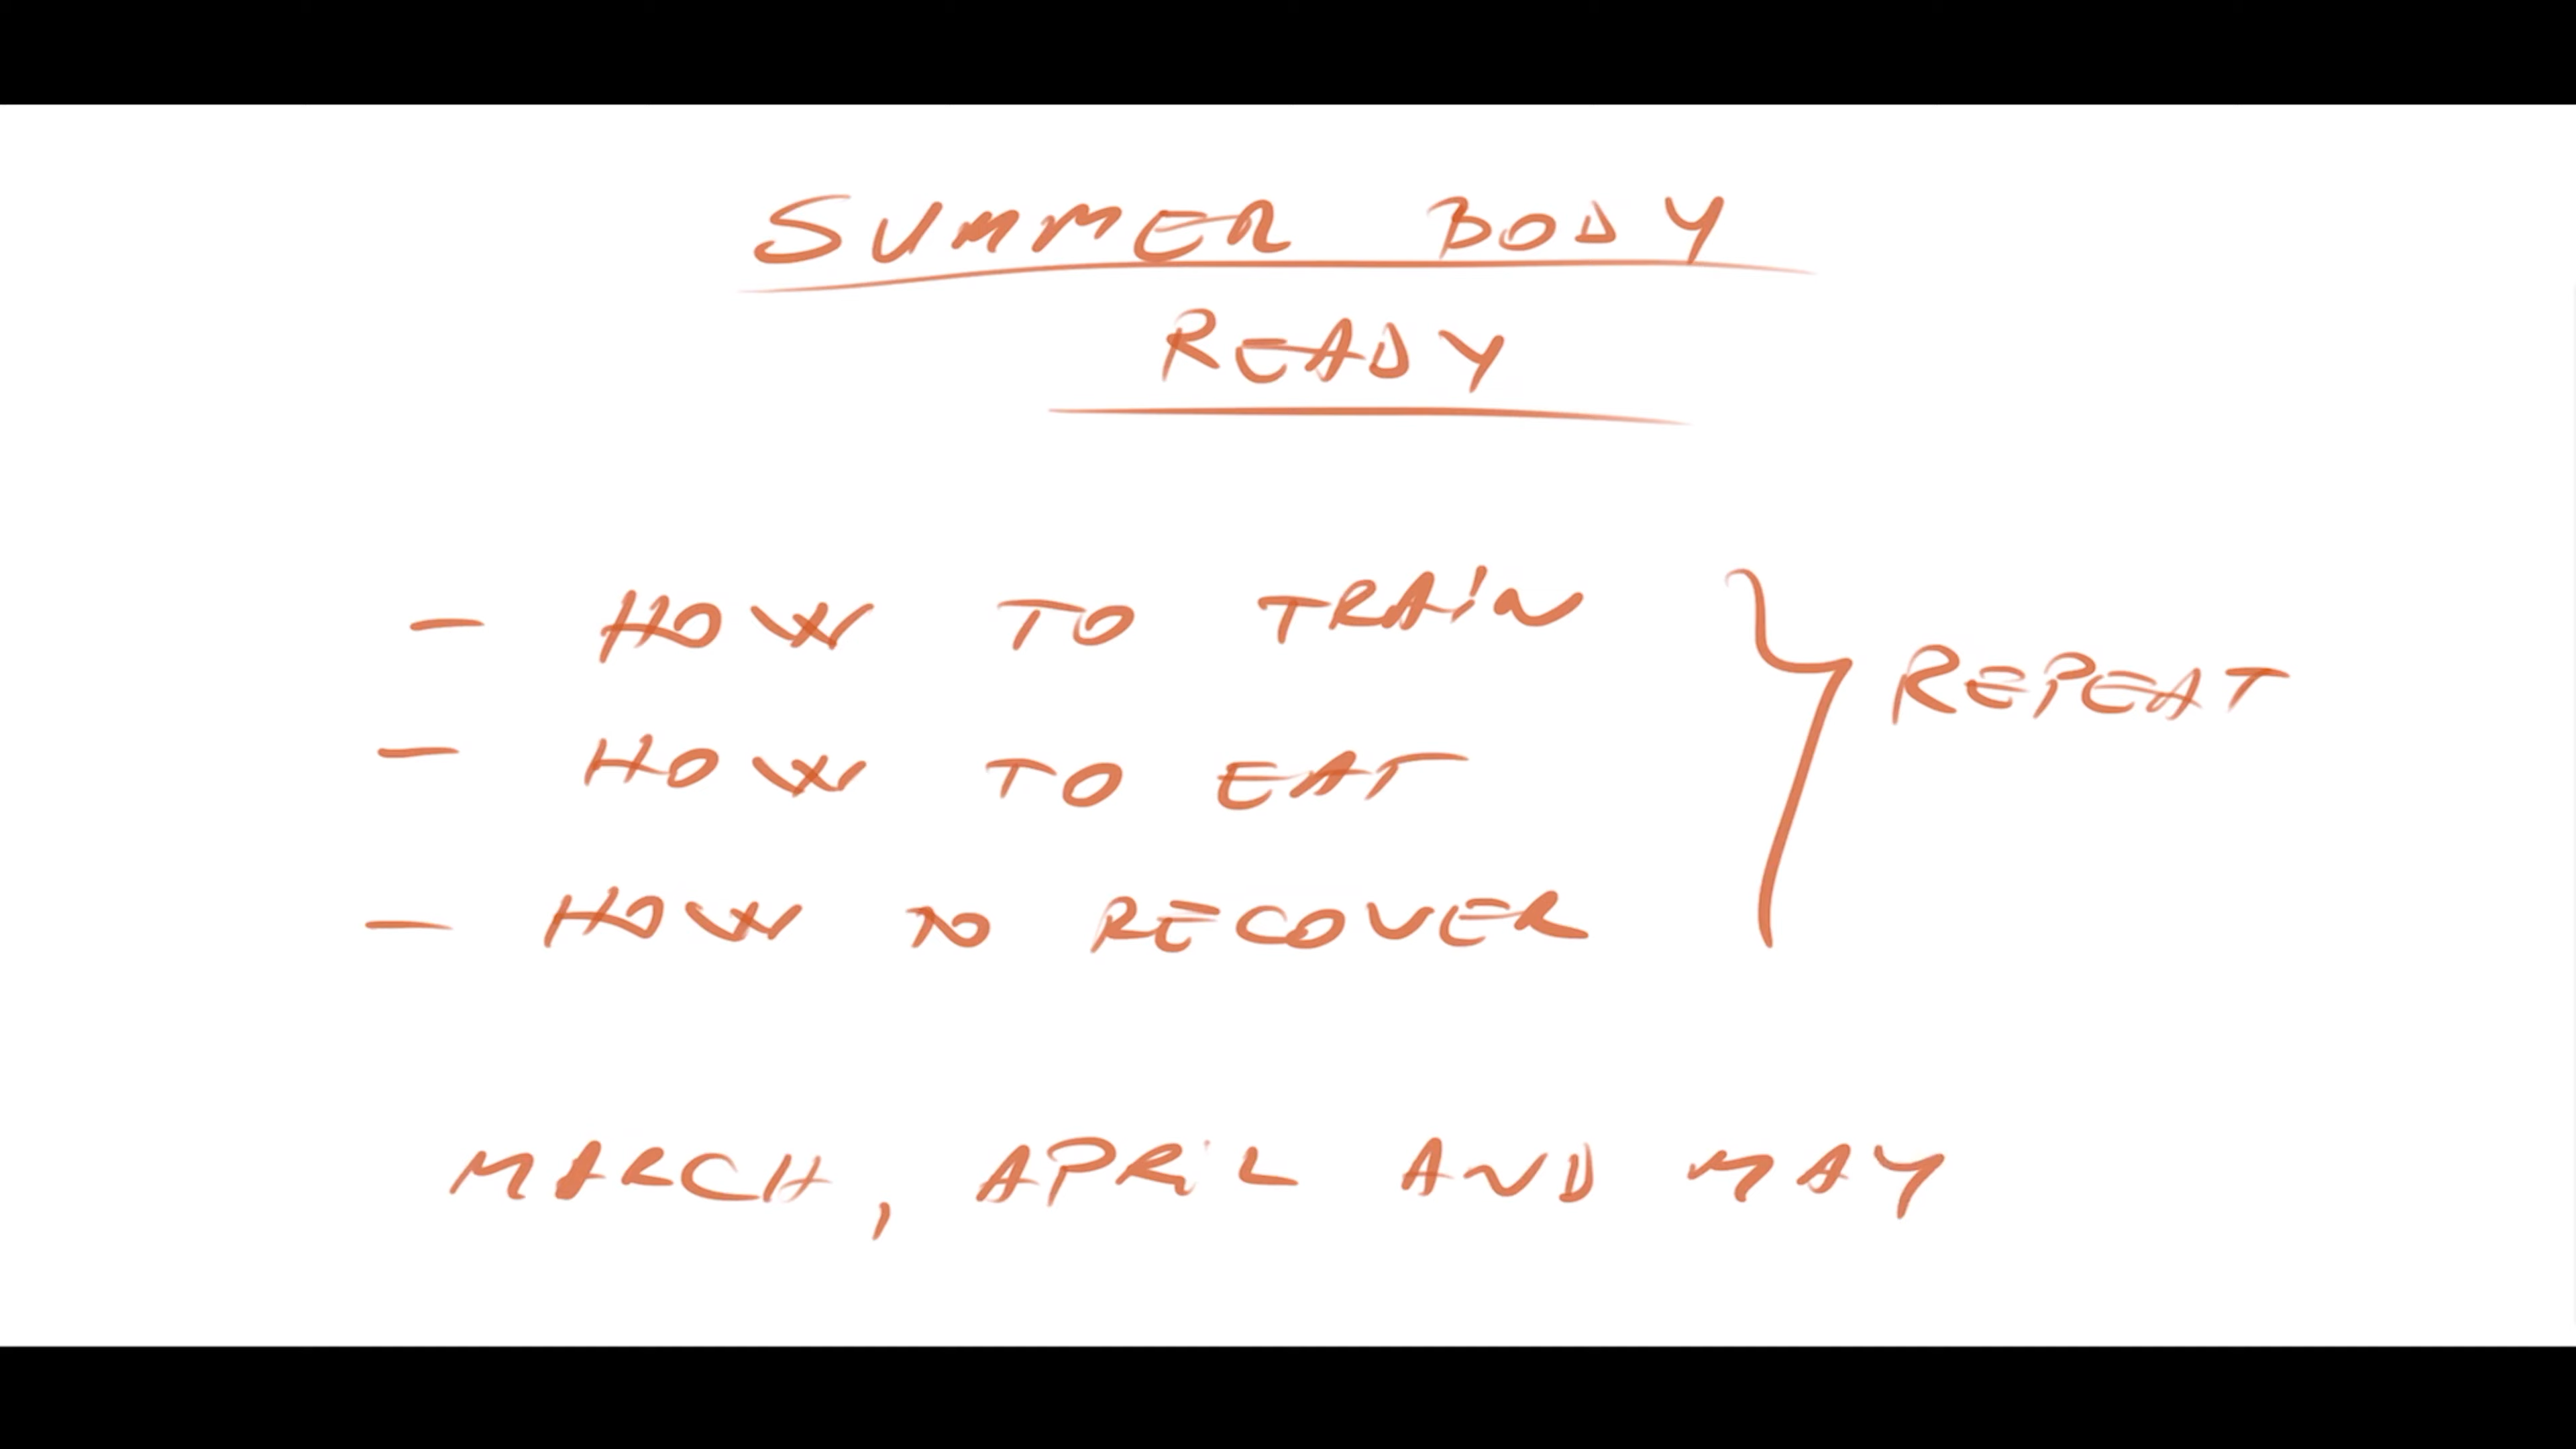 SUMMER BODY
READY
- HOW TO TRAIN
- HOW TO EAT
- HOW TO RECOVER
REPEAT
MARCH, APRIL AND MAY